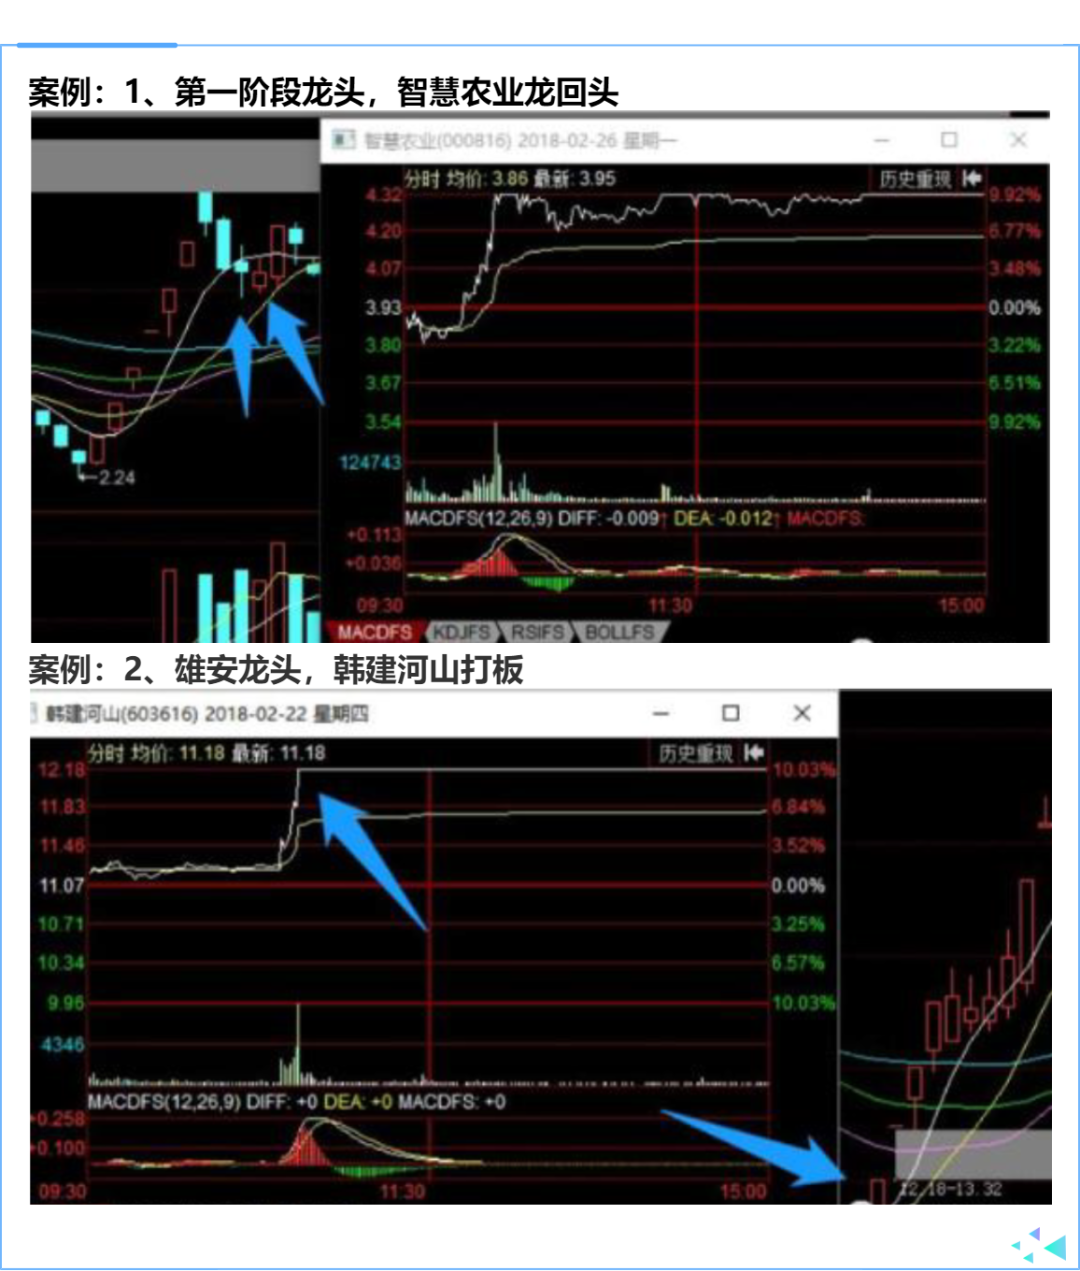 案例：1、第一阶段龙头，智慧农业龙回头
智慧农业(000816) 2018-02-26 星期一
分时 均价: 3.86 最新: 3.95 历史重现
4.32 9.92%
4.20 6.77%
4.07 3.48%
3.93 0.00%
3.80 3.22%
3.67 6.51%
3.54 9.92%
124743
←2.24
MACDFS(12,26,9) DIFF: -0.009↑ DEA: -0.012↑ MACDFS:
+0.113
+0.036
09:30 11:30 15:00
MACDFS KDJFS RSIFS BOLLFS
案例：2、雄安龙头，韩建河山打板
韩建河山(603616) 2018-02-22 星期四
分时 均价: 11.18 最新: 11.18 历史重现
12.18 10.03%
11.83 6.84%
11.46 3.52%
11.07 0.00%
10.71 3.25%
10.34 6.57%
9.96 10.03%
4346
MACDFS(12,26,9) DIFF: +0 DEA: +0 MACDFS: +0
+0.258
+0.100
09:30 11:30 15:00
12.18-13.32